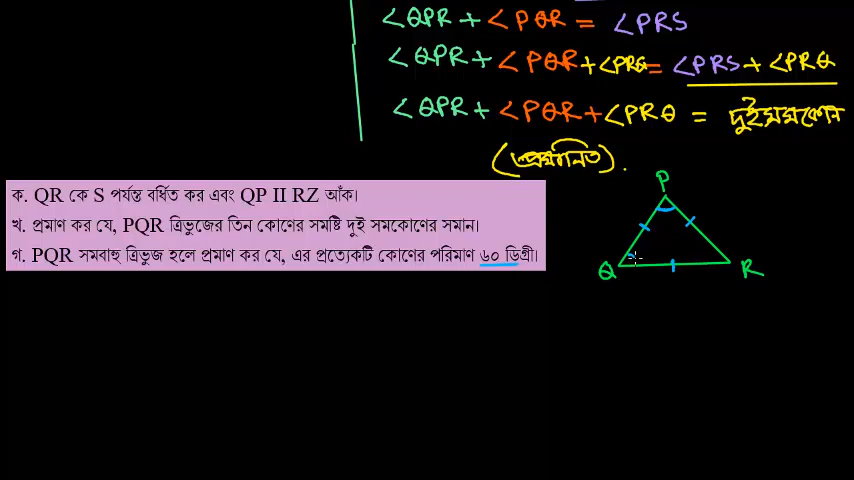 ∠QPR + ∠PQR = ∠PRS
∠QPR + ∠PQR + ∠PRQ = ∠PRS + ∠PRQ
∠QPR + ∠PQR + ∠PRQ = দুই সমকোন
(প্রমানিত).
ক. QR কে S পর্যন্ত বর্ধিত কর এবং QP II RZ আঁক।
খ. প্রমাণ কর যে, PQR ত্রিভুজের তিন কোণের সমষ্টি দুই সমকোণের সমান।
গ. PQR সমবাহু ত্রিভুজ হলে প্রমাণ কর যে, এর প্রত্যেকটি কোণের পরিমাণ ৬০ ডিগ্রী।
P
Q
R